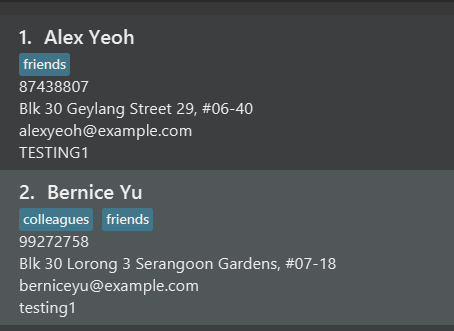 1. Alex Yeoh
friends
87438807
Blk 30 Geylang Street 29, #06-40
alexyeoh@example.com
TESTING1
2. Bernice Yu
colleagues friends
99272758
Blk 30 Lorong 3 Serangoon Gardens, #07-18
berniceyu@example.com
testing1